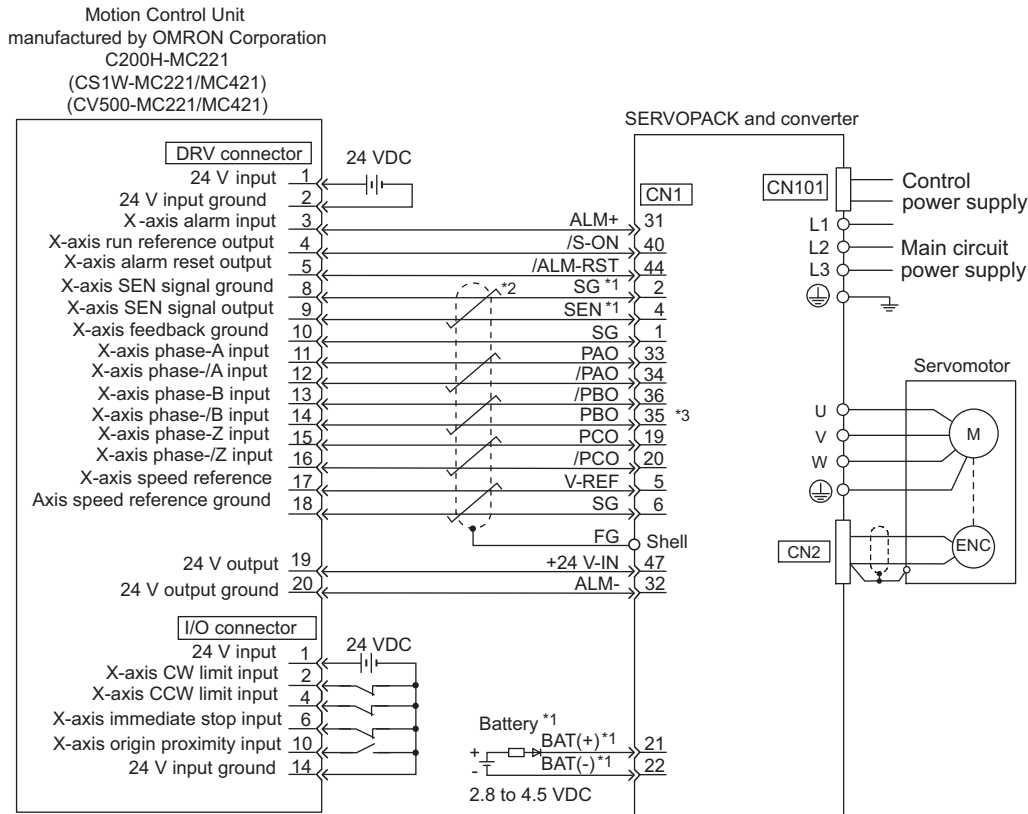 Motion Control Unit
manufactured by OMRON Corporation
C200H-MC221
(CS1W-MC221/MC421)
(CV500-MC221/MC421)
SERVOPACK and converter
DRV connector
24 VDC
24 V input 1
24 V input ground 2
X-axis alarm input 3 ALM+ 31
X-axis run reference output 4 /S-ON 40
X-axis alarm reset output 5 /ALM-RST 44
X-axis SEN signal ground 8 *2 SG *1 2
X-axis SEN signal output 9 SEN *1 4
X-axis feedback ground 10 SG 1
X-axis phase-A input 11 PAO 33
X-axis phase-/A input 12 /PAO 34
X-axis phase-B input 13 /PBO 36
X-axis phase-/B input 14 PBO 35 *3
X-axis phase-Z input 15 PCO 19
X-axis phase-/Z input 16 /PCO 20
X-axis speed reference 17 V-REF 5
Axis speed reference ground 18 SG 6
FG Shell
24 V output 19 +24 V-IN 47
24 V output ground 20 ALM- 32
CN1
CN101
Control
power supply
L1
L2
L3
Main circuit
power supply
Servomotor
U
V
W
M
CN2
ENC
I/O connector
24 VDC
24 V input 1
X-axis CW limit input 2
X-axis CCW limit input 4
X-axis immediate stop input 6
X-axis origin proximity input 10
24 V input ground 14
Battery *1
+ BAT(+) *1 21
- BAT(-) *1 22
2.8 to 4.5 VDC